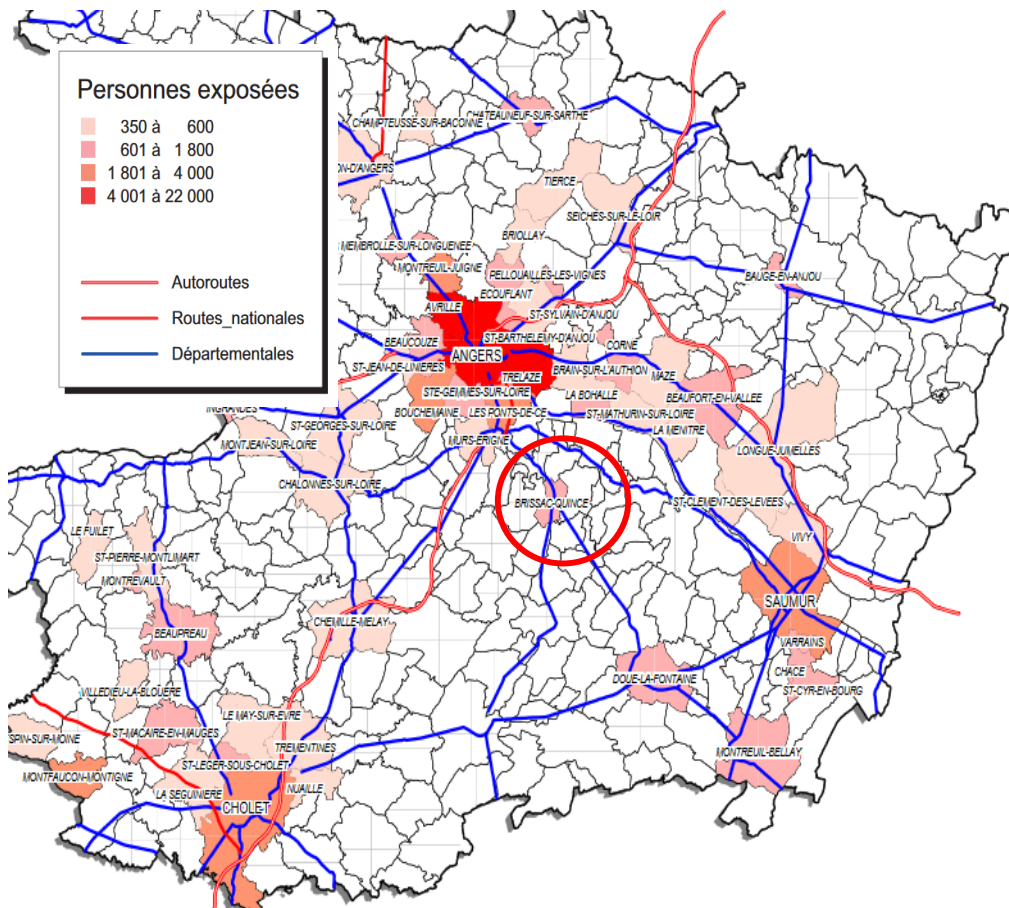 Personnes exposées
350 à 600
601 à 1 800
1 801 à 4 000
4 001 à 22 000
Autoroutes
Routes_nationales
Départementales
CHATEAUNEUF-SUR-SARTHE
CHAMPTEUSSE-SUR-BACONNE
ON-D'ANGERS
TIERCE
SEICHES-SUR-LE-LOIR
BRIOLLAY
MEMBROLLE-SUR-LONGUENEE
MONTREUIL-JUIGNE
PELLOUAILLES-LES-VIGNES
BAUGE-EN-ANJOU
ECOUFLANT
AVRILLE
ST-SYLVAIN-D'ANJOU
ST-BARTHELEMY-D'ANJOU
BEAUCOUZE
CORNE
ANGERS
ST-JEAN-DE-LINIERES
BRAIN-SUR-L'AUTHION
MAZE
TRELAZE
STE-GEMMES-SUR-LOIRE
LA BOHALLE
BEAUFORT-EN-VALLEE
INGRANDES
BOUCHEMAINE
LES PONTS-DE-CE
ST-MATHURIN-SUR-LOIRE
ST-GEORGES-SUR-LOIRE
LA MENITRE
MONTJEAN-SUR-LOIRE
MURS-ERIGNE
LONGUE-JUMELLES
CHALONNES-SUR-LOIRE
BRISSAC-QUINCE
ST-CLEMENT-DES-LEVEES
LE FUILET
VIVY
ST-PIERRE-MONTLIMART
MONTREVAULT
SAUMUR
CHEMILLE-MELAY
BEAUPREAU
VARRAINS
CHACE
DOUE-LA-FONTAINE
ST-CYR-EN-BOURG
VILLEDIEU-LA-BLOUERE
LE MAY-SUR-EVRE
ST-MACAIRE-EN-MAUGES
SPIN-SUR-MOINE
TREMENTINES
MONTREUIL-BELLAY
ST-LEGER-SOUS-CHOLET
MONTFAUCON-MONTIGNE
NUAILLE
LA SEGUINIERE
CHOLET